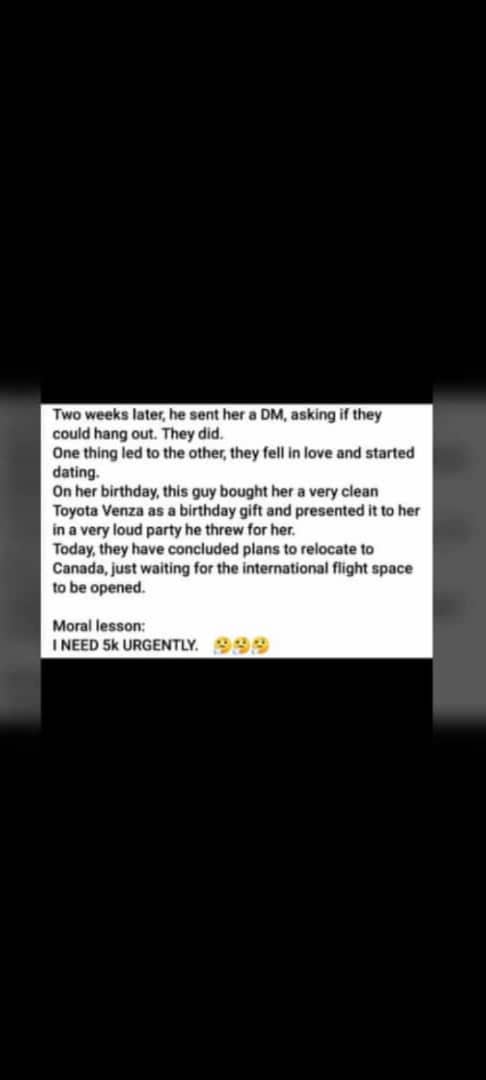 Two weeks later, he sent her a DM, asking if they
could hang out. They did.
One thing led to the other, they fell in love and started
dating.
On her birthday, this guy bought her a very clean
Toyota Venza as a birthday gift and presented it to her
in a very loud party he threw for her.
Today, they have concluded plans to relocate to
Canada, just waiting for the international flight space
to be opened.
Moral lesson:
I NEED 5k URGENTLY. 🤔🤔🤔